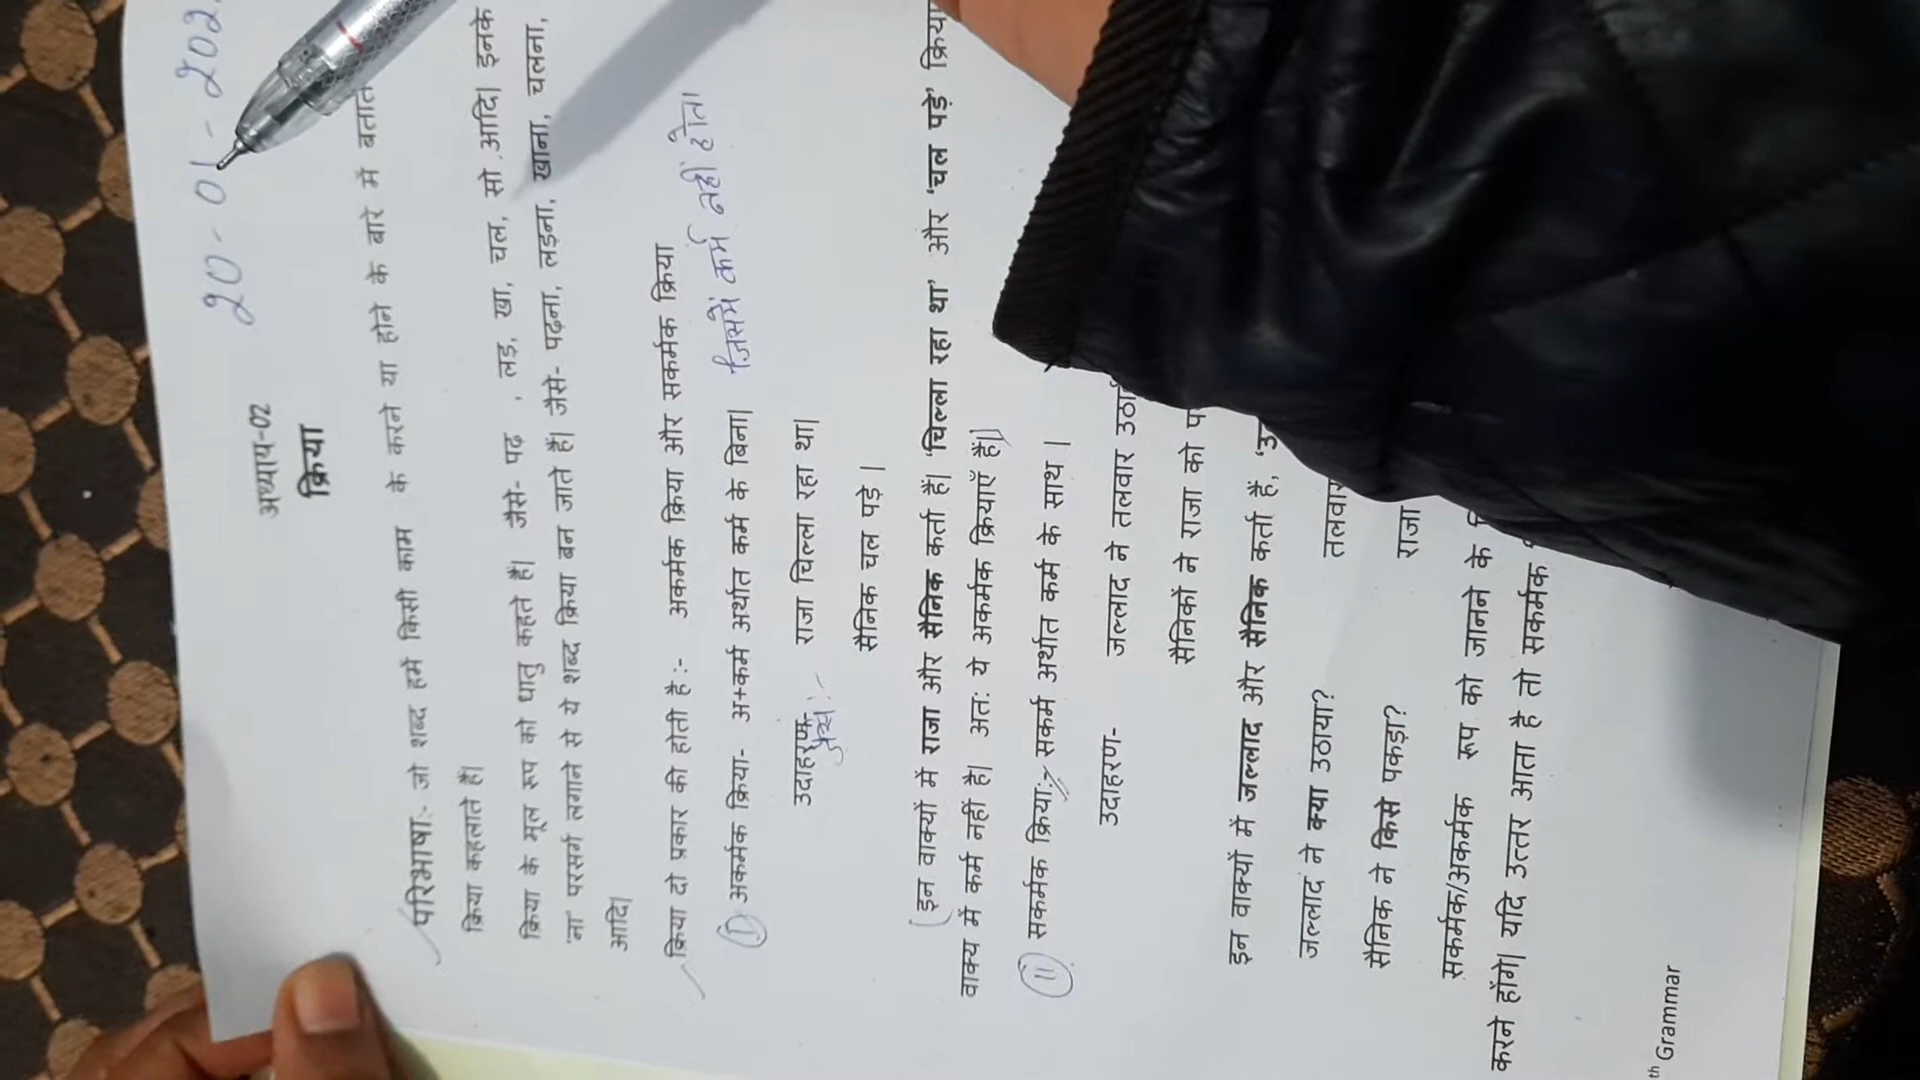 20-01-202
अध्याय-02
क्रिया
परिभाषा:- जो शब्द हमें किसी काम के करने या होने के बारे में बताते
क्रिया कहलाते हैं।
क्रिया के मूल रूप को धातु कहते हैं। जैसे- पढ़ , लड़, खा, चल, सो आदि। इनके
'ना' परसर्ग लगाने से ये शब्द क्रिया बन जाते हैं। जैसे- पढ़ना, लड़ना, खाना, चलना,
आदि।
क्रिया दो प्रकार की होती है:- अकर्मक क्रिया और सकर्मक क्रिया
(i) अकर्मक क्रिया- अ+कर्म अर्थात कर्म के बिना। जिसमें कर्म नहीं होता।
उदाहरण राजा चिल्ला रहा था।
जैसे:-
सैनिक चल पड़े |
(इन वाक्यों में राजा और सैनिक कर्ता हैं। 'चिल्ला रहा था' और 'चल पड़े' क्रिया
वाक्य में कर्म नहीं है। अत: ये अकर्मक क्रियाएँ हैं।)
(ii) सकर्मक क्रिया:- सकर्म अर्थात कर्म के साथ |
उदाहरण- जल्लाद ने तलवार उठा
सैनिकों ने राजा को प
इन वाक्यों में जल्लाद और सैनिक कर्ता हैं, 'उ
जल्लाद ने क्या उठाया? तलवार
सैनिक ने किसे पकड़ा? राजा
सकर्मक/अकर्मक रूप को जानने के
करने होंगे। यदि उत्तर आता है तो सकर्मक
th Grammar